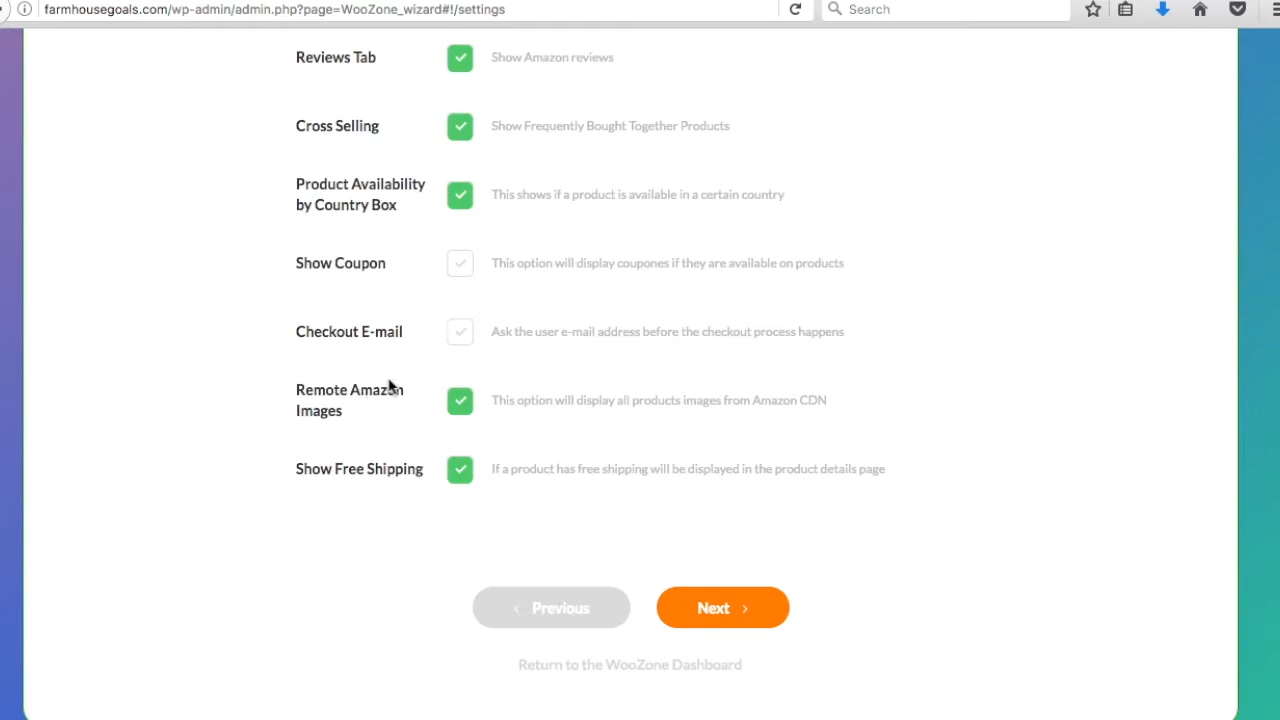 farmhousegoals.com/wp-admin/admin.php?page=WooZone_wizard#!/settings
Search
Reviews Tab
Show Amazon reviews
Cross Selling
Show Frequently Bought Together Products
Product Availability
by Country Box
This shows if a product is available in a certain country
Show Coupon
This option will display coupones if they are available on products
Checkout E-mail
Ask the user e-mail address before the checkout process happens
Remote Amazon
Images
This option will display all products images from Amazon CDN
Show Free Shipping
If a product has free shipping will be displayed in the product details page
Previous
Next
Return to the WooZone Dashboard